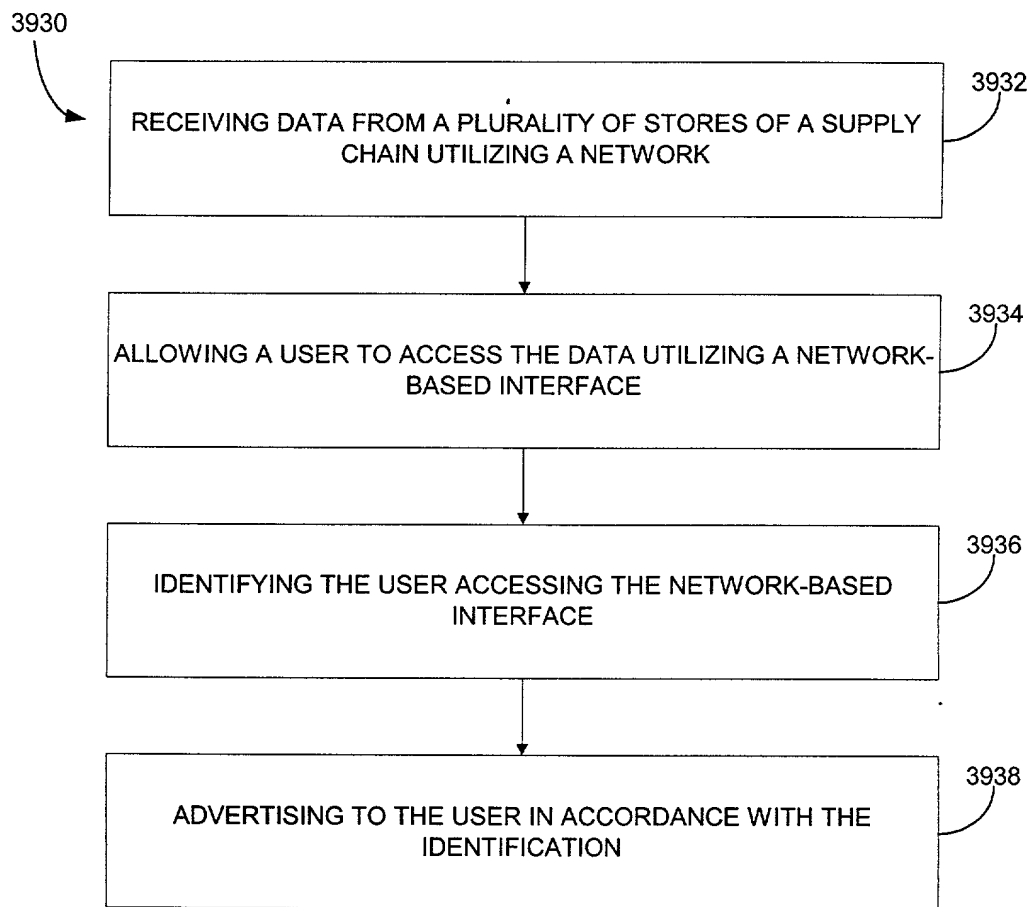 3930
3932
RECEIVING DATA FROM A PLURALITY OF STORES OF A SUPPLY
CHAIN UTILIZING A NETWORK
3934
ALLOWING A USER TO ACCESS THE DATA UTILIZING A NETWORK-
BASED INTERFACE
3936
IDENTIFYING THE USER ACCESSING THE NETWORK-BASED
INTERFACE
3938
ADVERTISING TO THE USER IN ACCORDANCE WITH THE
IDENTIFICATION